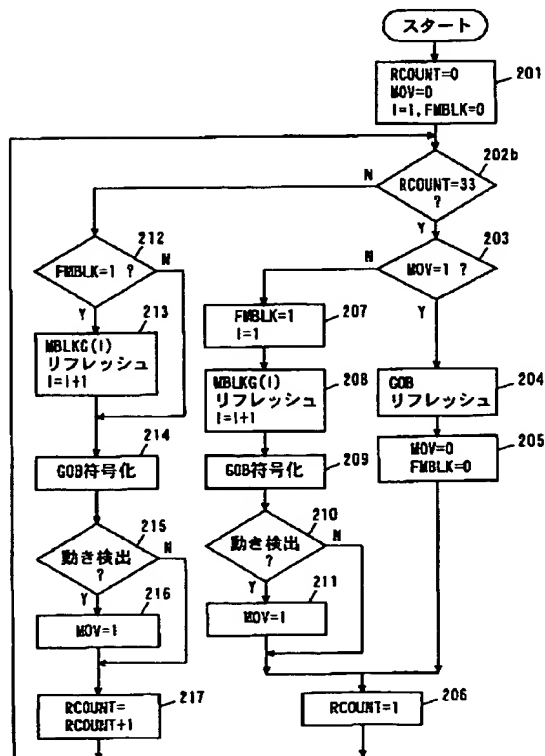 スタート
RCOUNT=0
MOV=0
I=1,FMBLK=0
201
RCOUNT=33
?
202b
N
Y
MOV=1 ?
203
N
Y
FMBLK=1 ?
212
N
Y
MBLKG(I)
リフレッシュ
I=I+1
213
GOB符号化
214
動き検出
?
215
N
Y
MOV=1
216
RCOUNT=
RCOUNT+1
217
FMBLK=1
I=1
207
MBLKG(I)
リフレッシュ
I=I+1
208
GOB符号化
209
動き検出
?
210
N
Y
MOV=1
211
GOB
リフレッシュ
204
MOV=0
FMBLK=0
205
RCOUNT=1
206